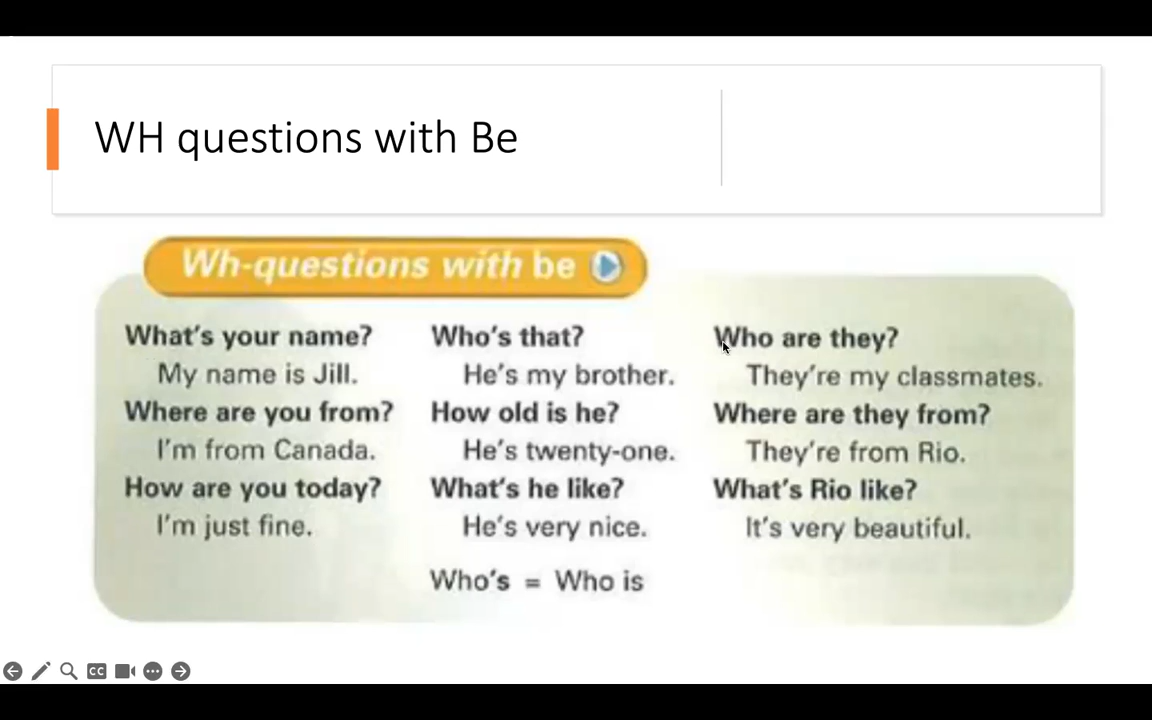 WH questions with Be
Wh-questions with be
What's your name?
My name is Jill.
Where are you from?
I'm from Canada.
How are you today?
I'm just fine.
Who's that?
He's my brother.
How old is he?
He's twenty-one.
What's he like?
He's very nice.
Who's = Who is
Who are they?
They're my classmates.
Where are they from?
They're from Rio.
What's Rio like?
It's very beautiful.
CC